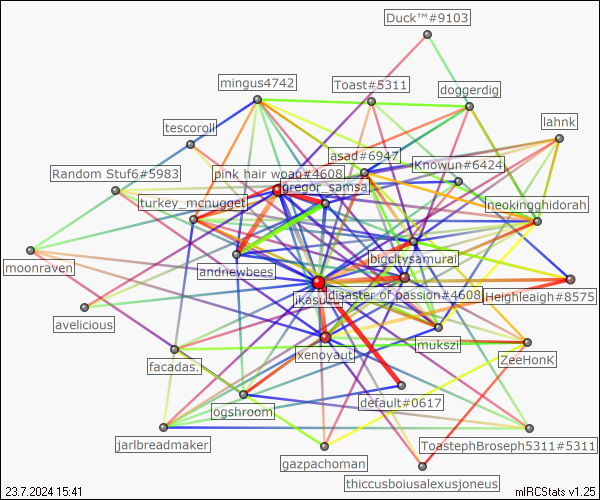 Duck™#9103
mingus4742
Toast#5311
doggerdig
tescoroll
lahnk
asad#6947
Knowun#6424
Random Stuf6#5983
pink hair woag#4608
gregor_samsa
turkey_mcnugget
neokingghidorah
bigcitysamurai
moonraven
andnewbees
jkasuki
disaster of passion#4608
Heighleaigh#8575
avelicious
mukszi
xenoyaut
facadas.
ZeeHonK
default#0617
ogshroom
jarlbreadmaker
ToastephBroseph5311#5311
gazpachoman
thiccusboiusalexusjoneus
23.7.2024 15:41
mIRCStats v1.25